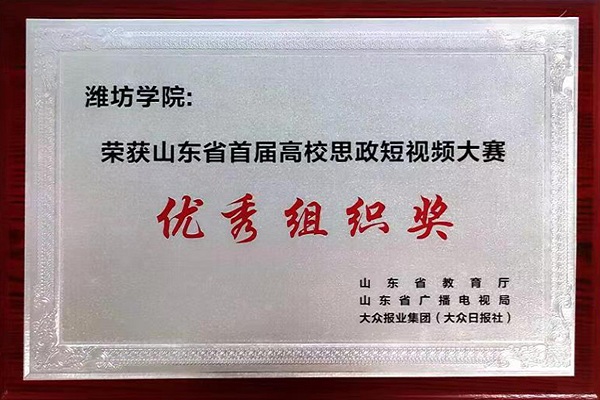 潍坊学院:
荣获山东省首届高校思政短视频大赛
优秀组织奖
山东省教育厅
山东省广播电视局
大众报业集团(大众日报社)